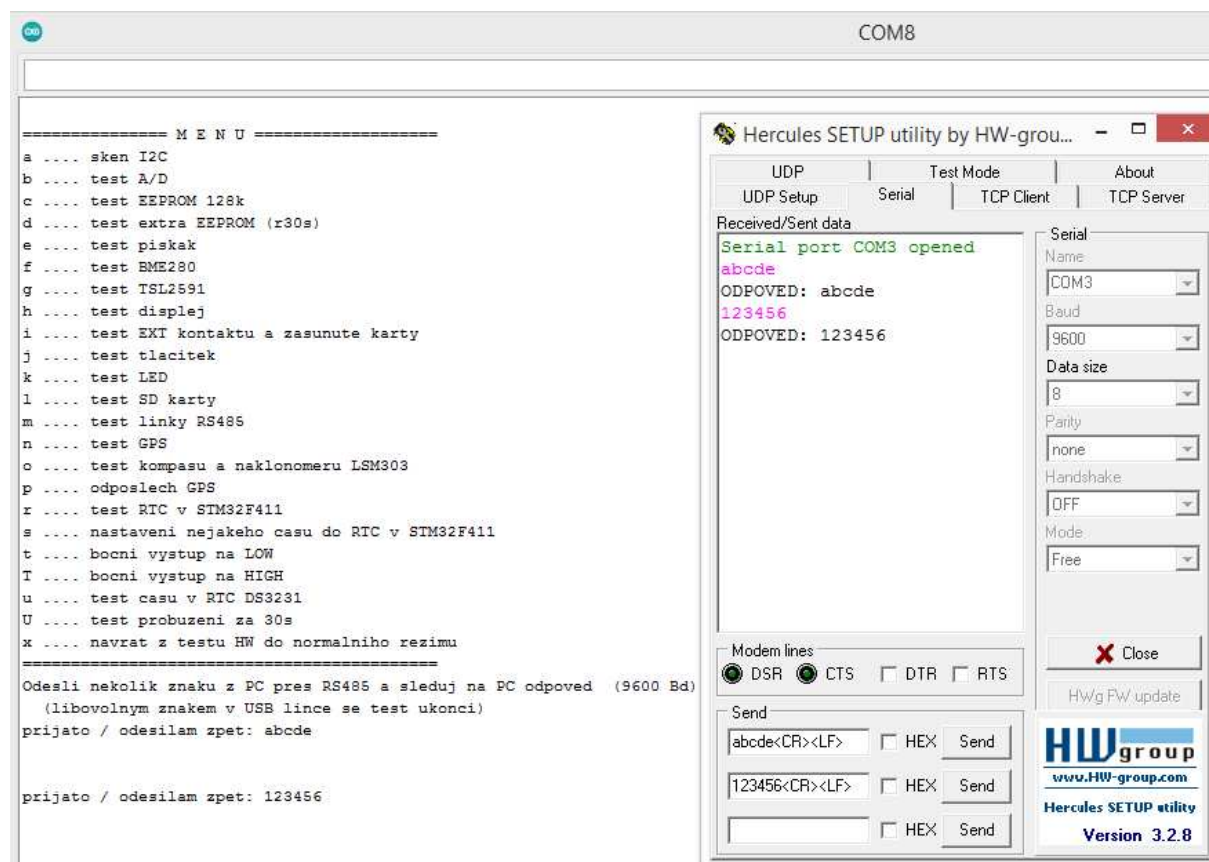 COM8
=============== M E N U ===================
a .... sken I2C
b .... test A/D
c .... test EEPROM 128k
d .... test extra EEPROM (r30s)
e .... test piskak
f .... test BME280
g .... test TSL2591
h .... test displej
i .... test EXT kontaktu a zasunute karty
j .... test tlacitek
k .... test LED
l .... test SD karty
m .... test linky RS485
n .... test GPS
o .... test kompasu a naklonomeru LSM303
p .... odposlech GPS
r .... test RTC v STM32F411
s .... nastaveni nejakeho casu do RTC v STM32F411
t .... bocni vystup na LOW
T .... bocni vystup na HIGH
u .... test casu v RTC DS3231
U .... test probuzeni za 30s
x .... navrat z testu HW do normalniho rezimu
===========================================
Odesli nekolik znaku z PC pres RS485 a sleduj na PC odpoved  (9600 Bd)
(libovolnym znakem v USB lince se test ukonci)
prijato / odesilam zpet: abcde
prijato / odesilam zpet: 123456
Hercules SETUP utility by HW-grou...
UDP Test Mode About
UDP Setup Serial TCP Client TCP Server
Received/Sent data
Serial port COM3 opened
abcde
ODPOVED: abcde
123456
ODPOVED: 123456
Serial
Name
COM3
Baud
9600
Data size
8
Parity
none
Handshake
OFF
Mode
Free
Modem lines
DSR CTS DTR RTS
Close
HWg FW update
Send
abcde<CR><LF> HEX Send
123456<CR><LF> HEX Send
HEX Send
HW group
www.HW-group.com
Hercules SETUP utility
Version 3.2.8